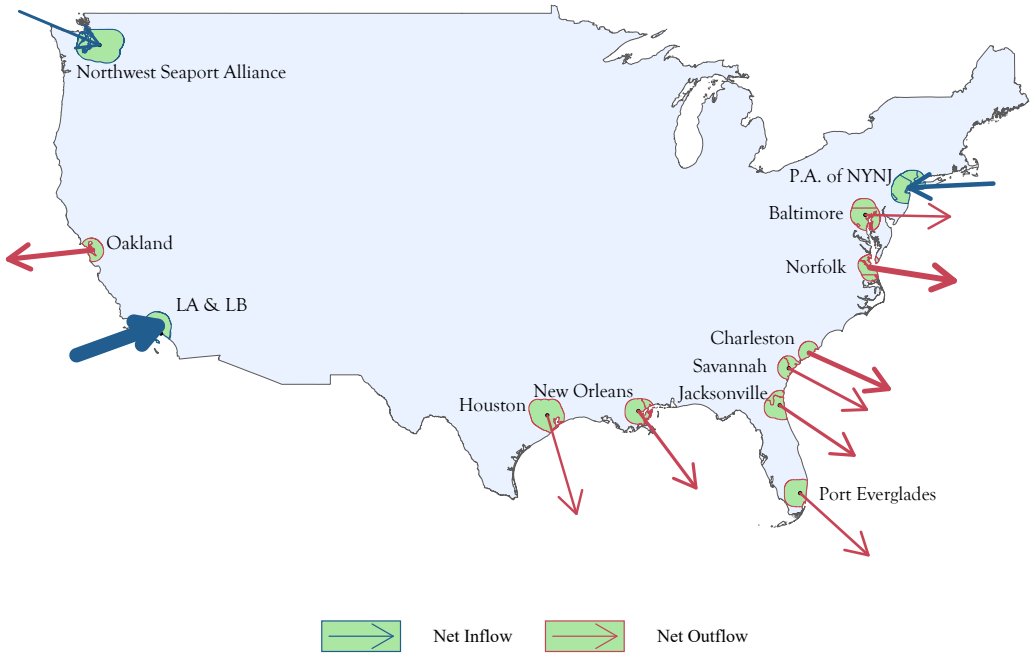 Northwest Seaport Alliance
P.A. of NYNJ
Baltimore
Oakland
Norfolk
LA & LB
Charleston
Savannah
New Orleans
Jacksonville
Houston
Port Everglades
Net Inflow
Net Outflow